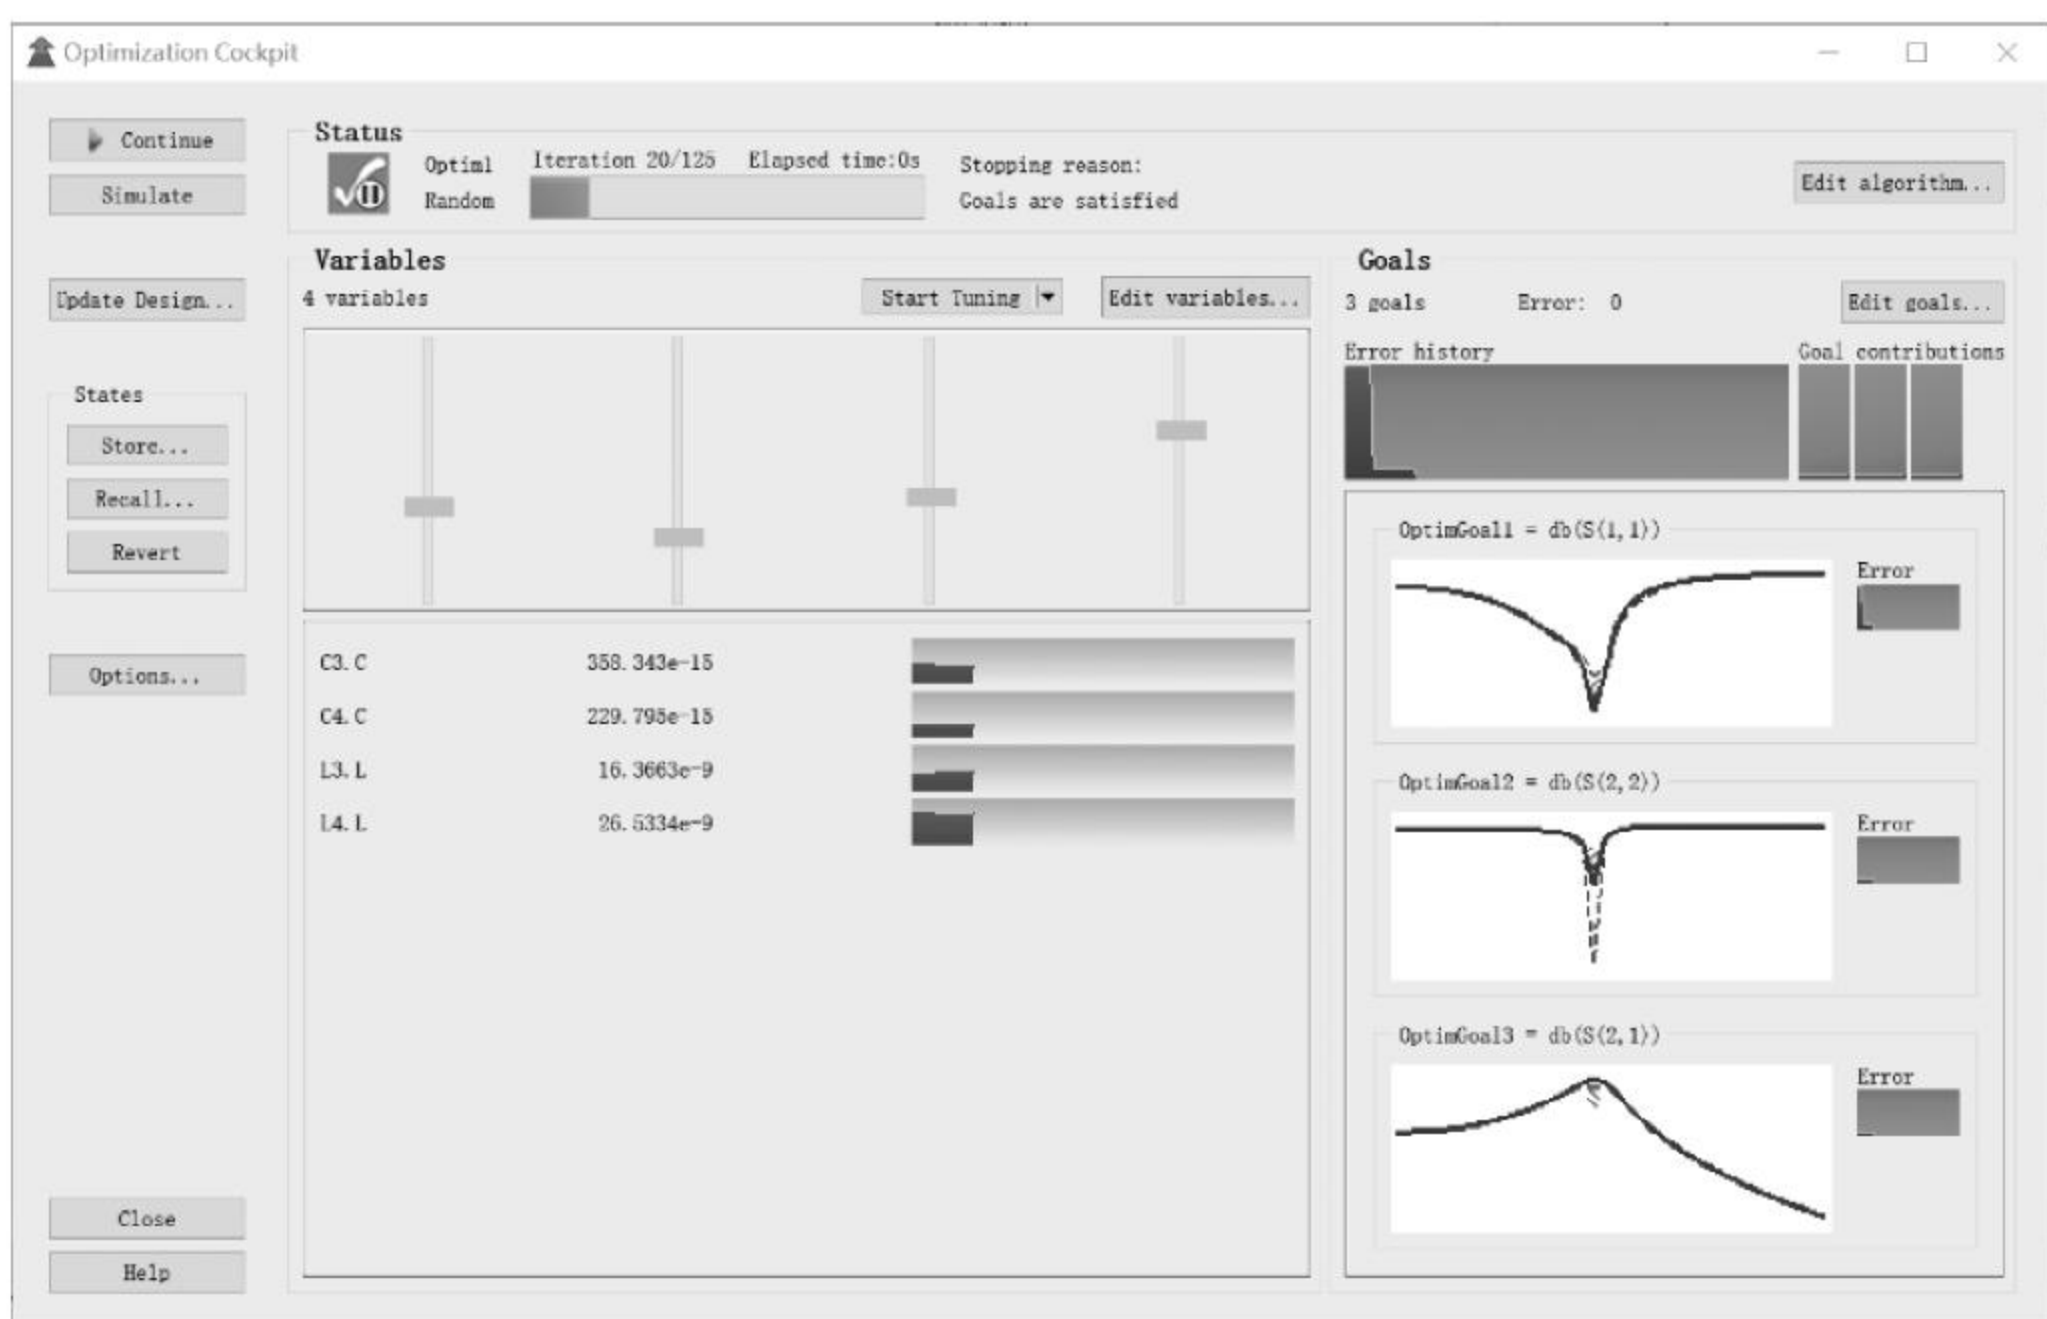 Optimization Cockpit
Continue
Simulate
Update Design...
States
Store...
Recall...
Revert
Options...
Close
Help
Status
Optim1
Random
Iteration 20/125 Elapsed time:0s
Stopping reason:
Goals are satisfied
Edit algorithm...
Variables
4 variables
Start Tuning
Edit variables...
C3.C 358.343e-15
C4.C 229.795e-15
L3.L 16.3663e-9
L4.L 26.5334e-9
Goals
3 goals Error: 0
Edit goals...
Error history
Goal contributions
OptimGoal1 = db(S(1,1))
Error
OptimGoal2 = db(S(2,2))
Error
OptimGoal3 = db(S(2,1))
Error